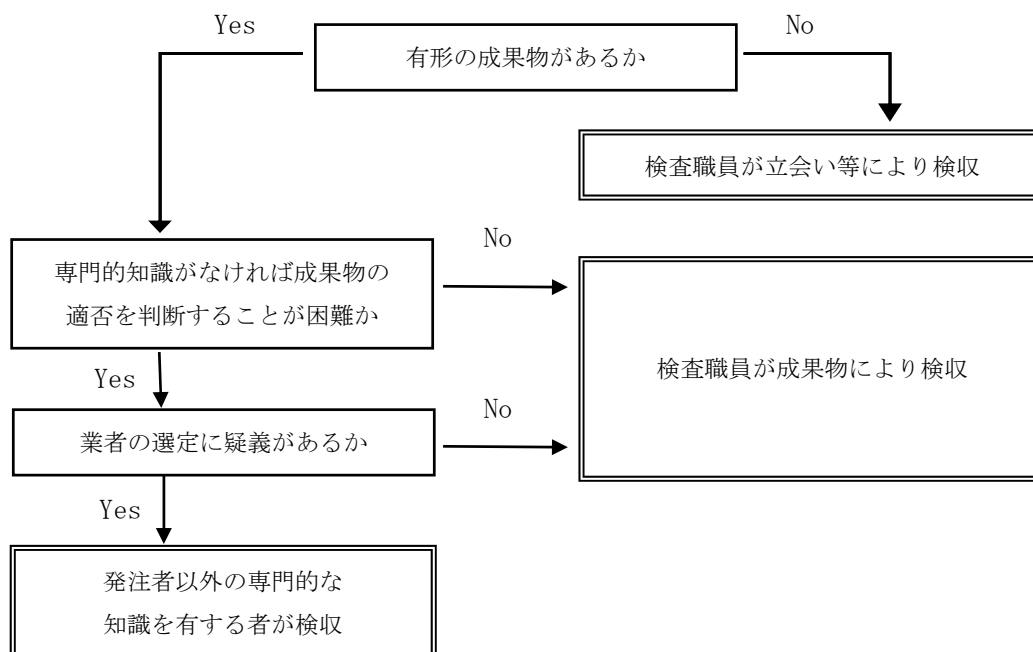 Yes
No
有形の成果物があるか
検査職員が立会い等により検収
No
専門的知識がなければ成果物の
適否を判断することが困難か
検査職員が成果物により検収
Yes
No
業者の選定に疑義があるか
Yes
発注者以外の専門的な
知識を有する者が検収